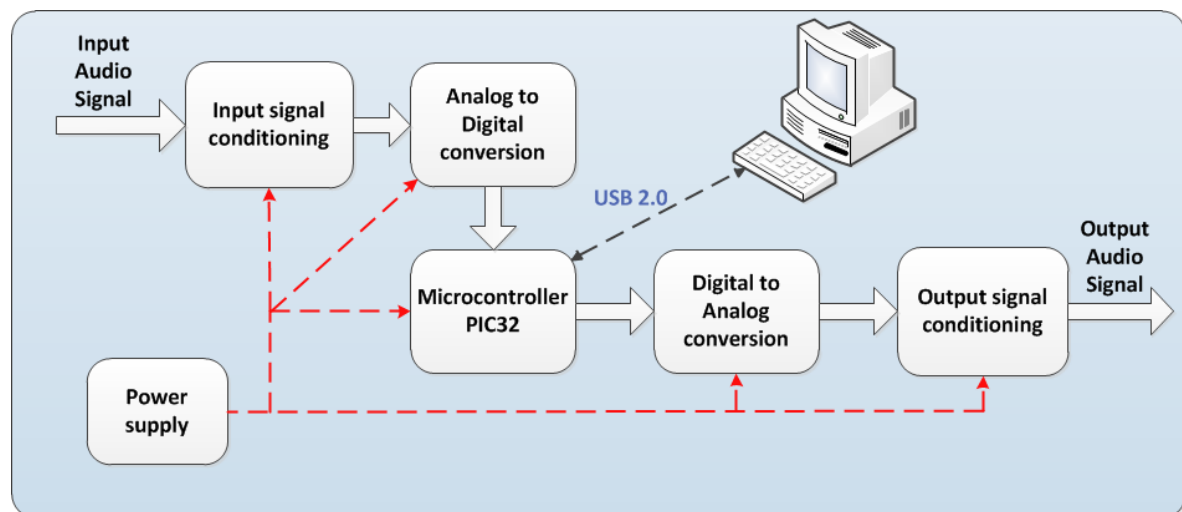 Input
Audio
Signal
Input signal
conditioning
Analog to
Digital
conversion
USB 2.0
Microcontroller
PIC32
Digital to
Analog
conversion
Output signal
conditioning
Output
Audio
Signal
Power
supply